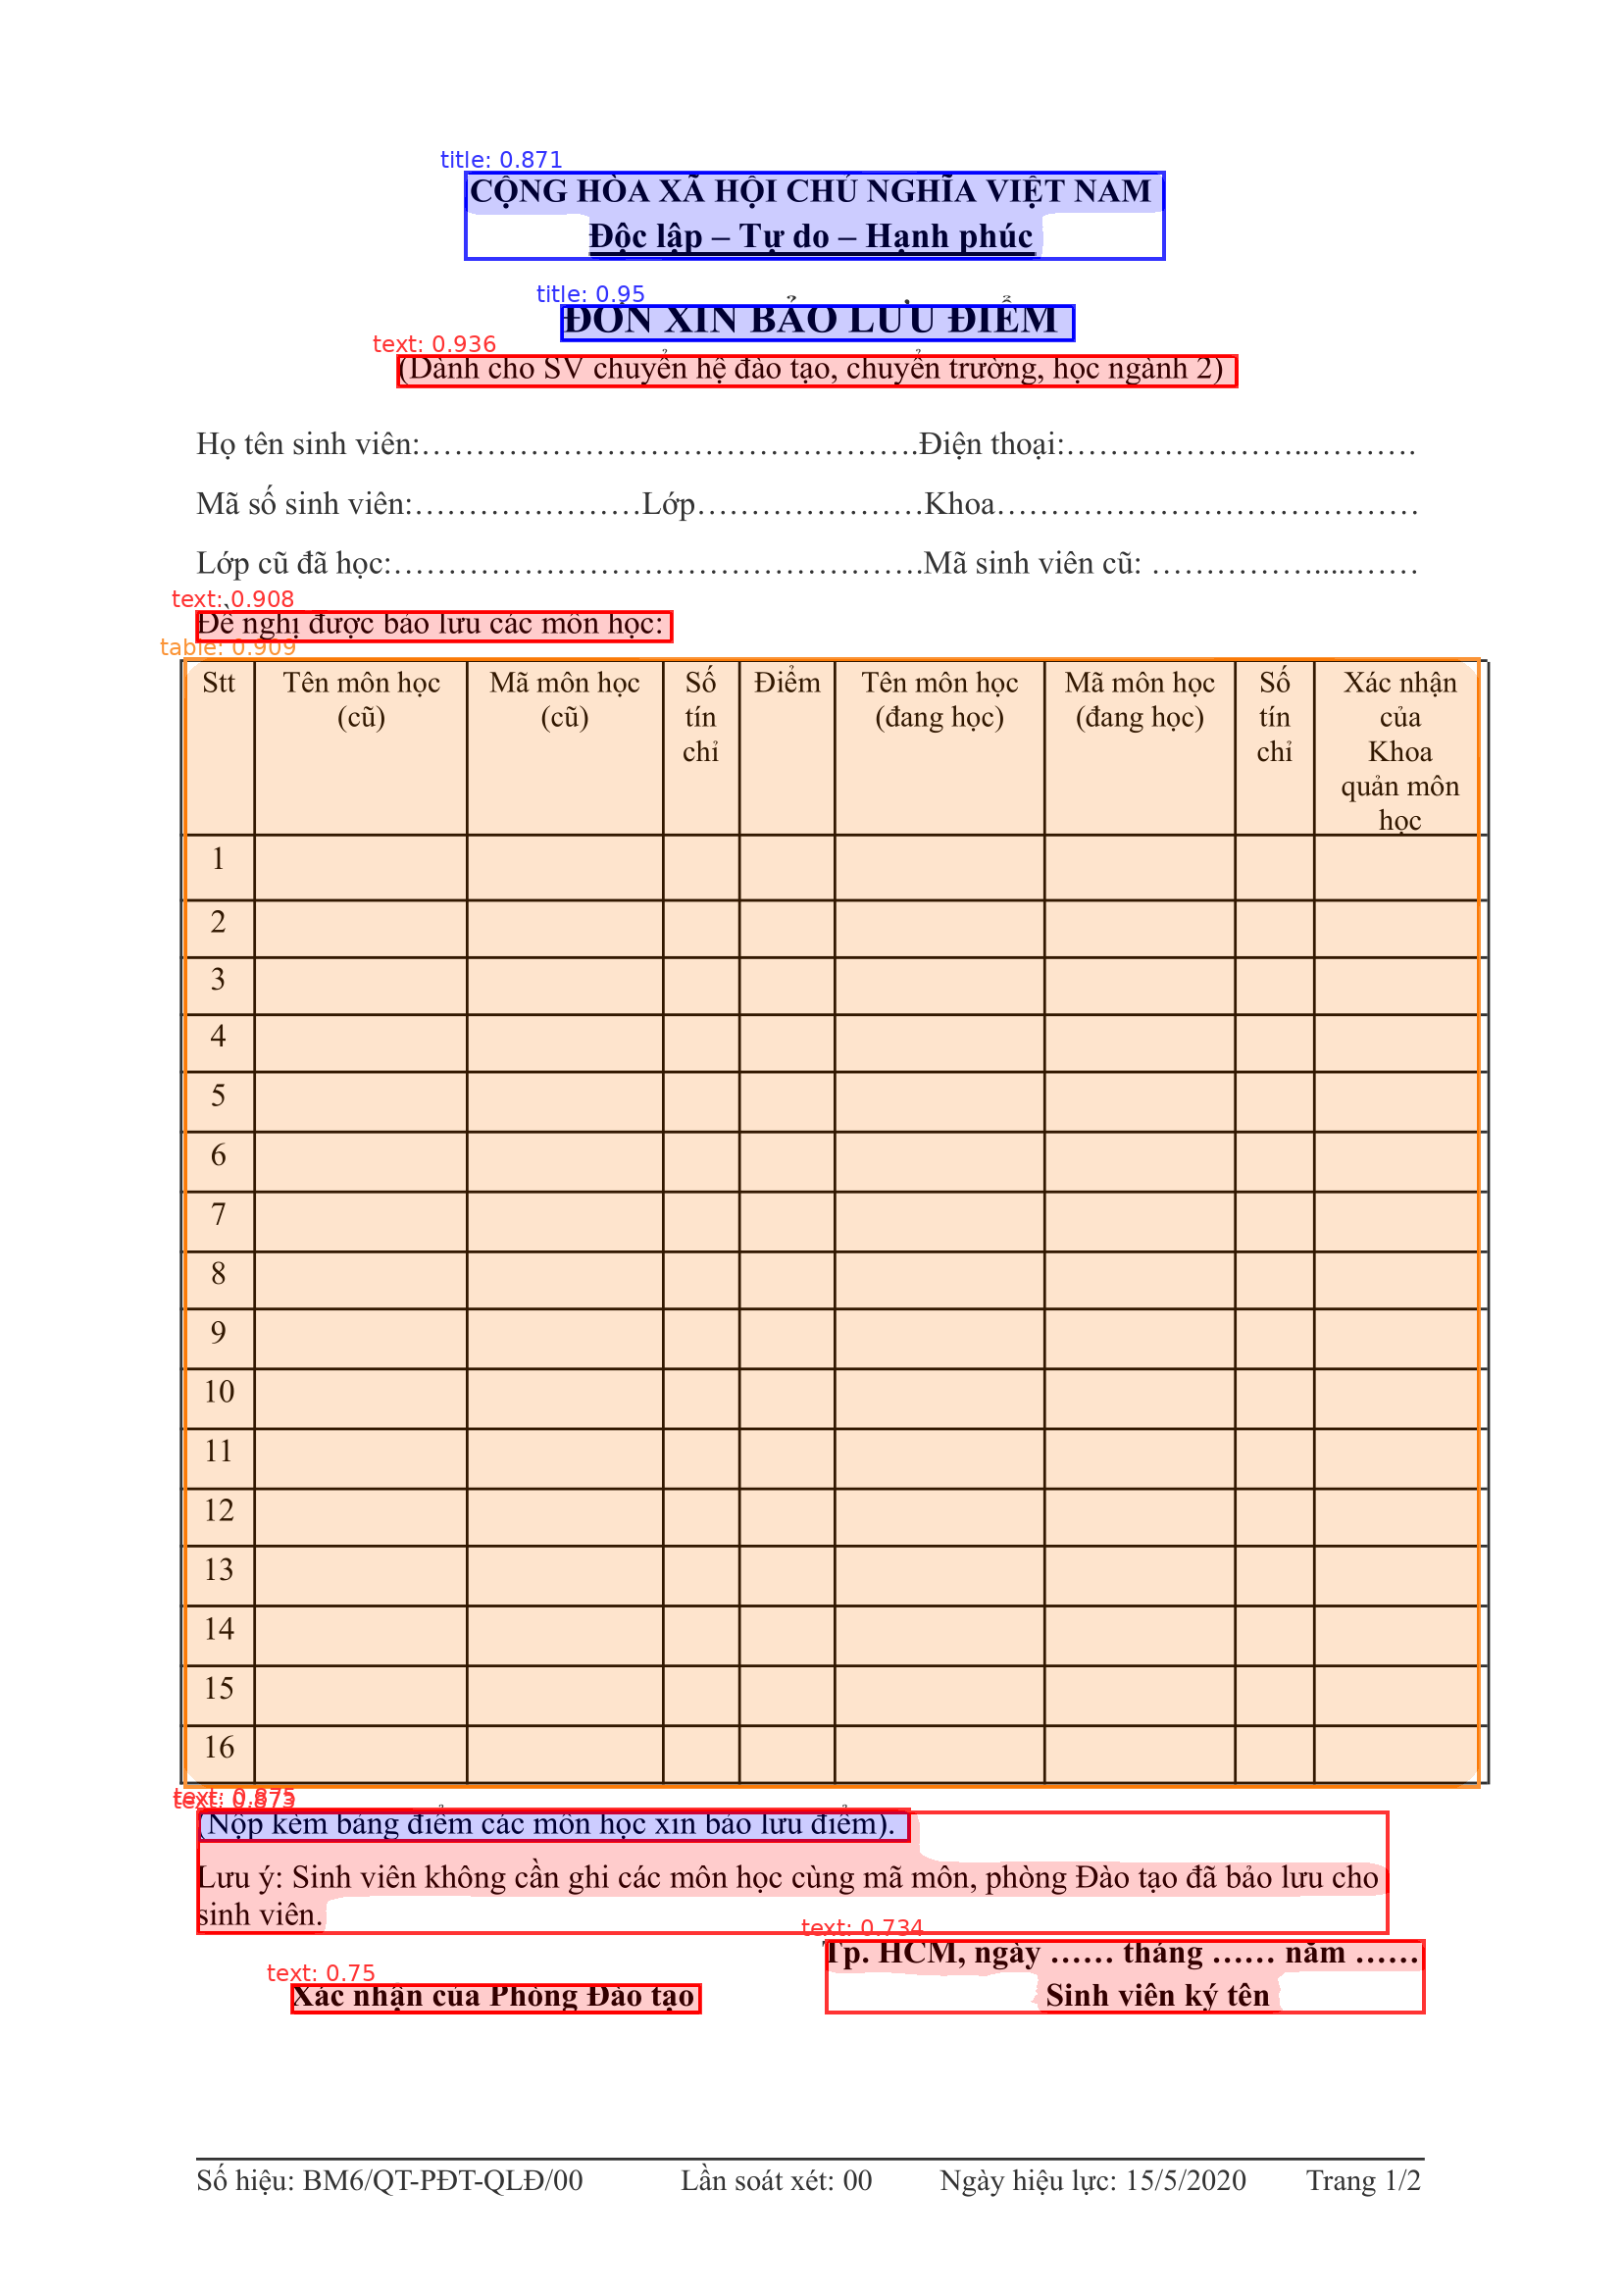 title: 0.871
CỘNG HÒA XÃ HỘI CHỦ NGHĨA VIỆT NAM
Độc lập – Tự do – Hạnh phúc
title: 0.95
ĐƠN XIN BẢO LƯU ĐIỂM
text: 0.936
(Dành cho SV chuyển hệ đào tạo, chuyển trường, học ngành 2)
Họ tên sinh viên:……………………………………….Điện thoại:…………………..……….
Mã số sinh viên:…………………Lớp…………………Khoa…………………………………
Lớp cũ đã học:………………………………………….Mã sinh viên cũ: …………….....……
text: 0.908
Đề nghị được bảo lưu các môn học:
table: 0.909
Stt Tên môn học (cũ) Mã môn học (cũ) Số tín chỉ Điểm Tên môn học (đang học) Mã môn học (đang học) Số tín chỉ Xác nhận của Khoa quản môn học
1
2
3
4
5
6
7
8
9
10
11
12
13
14
15
16
text: 0.875
(Nộp kèm bảng điểm các môn học xin bảo lưu điểm).
Lưu ý: Sinh viên không cần ghi các môn học cùng mã môn, phòng Đào tạo đã bảo lưu cho
sinh viên.
text: 0.734
Tp. HCM, ngày …… tháng …… năm ……
text: 0.75
Xác nhận của Phòng Đào tạo Sinh viên ký tên
Số hiệu: BM6/QT-PĐT-QLĐ/00 Lần soát xét: 00 Ngày hiệu lực: 15/5/2020 Trang 1/2